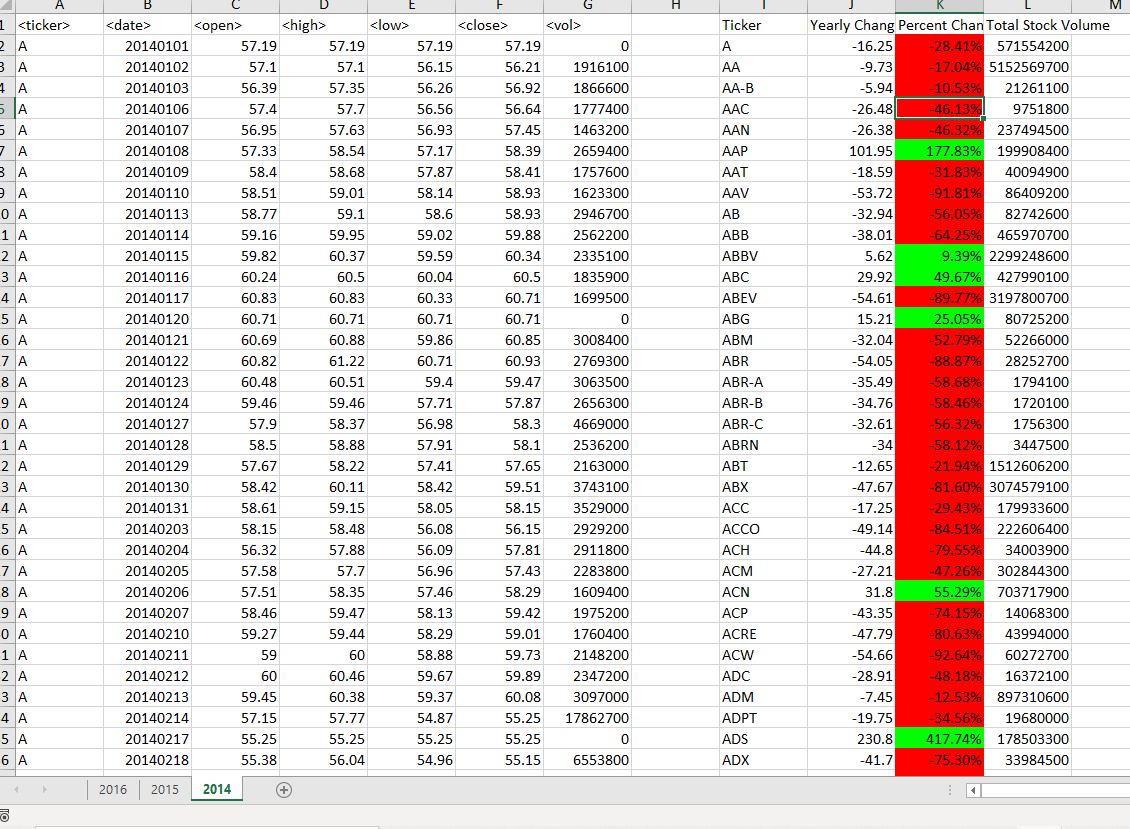 A B C D E F G H I J K L M
1 <ticker> <date> <open> <high> <low> <close> <vol> Ticker Yearly Chang Percent Chan Total Stock Volume
2 A 20140101 57.19 57.19 57.19 57.19 0 A -16.25 -28.41% 571554200
3 A 20140102 57.1 57.1 56.15 56.21 1916100 AA -9.73 -17.04% 5152569700
4 A 20140103 56.39 57.35 56.26 56.92 1866600 AA-B -5.94 -10.53% 21261100
5 A 20140106 57.4 57.7 56.56 56.64 1777400 AAC -26.48 -46.13% 9751800
6 A 20140107 56.95 57.63 56.93 57.45 1463200 AAN -26.38 -46.32% 237494500
7 A 20140108 57.33 58.54 57.17 58.39 2659400 AAP 101.95 177.83% 199908400
8 A 20140109 58.4 58.68 57.87 58.41 1757600 AAT -18.59 -31.83% 40094900
9 A 20140110 58.51 59.01 58.14 58.93 1623300 AAV -53.72 -91.81% 86409200
0 A 20140113 58.77 59.1 58.6 58.93 2946700 AB -32.94 -56.05% 82742600
1 A 20140114 59.16 59.95 59.02 59.88 2562200 ABB -38.01 -64.25% 465970700
2 A 20140115 59.82 60.37 59.59 60.34 2335100 ABBV 5.62 9.39% 2299248600
3 A 20140116 60.24 60.5 60.04 60.5 1835900 ABC 29.92 49.67% 427990100
4 A 20140117 60.83 60.83 60.33 60.71 1699500 ABEV -54.61 -89.77% 3197800700
5 A 20140120 60.71 60.71 60.71 60.71 0 ABG 15.21 25.05% 80725200
6 A 20140121 60.69 60.88 59.86 60.85 3008400 ABM -32.04 -52.79% 52266000
7 A 20140122 60.82 61.22 60.71 60.93 2769300 ABR -54.05 -88.87% 28252700
8 A 20140123 60.48 60.51 59.4 59.47 3063500 ABR-A -35.49 -58.68% 1794100
9 A 20140124 59.46 59.46 57.71 57.87 2656300 ABR-B -34.76 -58.46% 1720100
0 A 20140127 57.9 58.37 56.98 58.3 4669000 ABR-C -32.61 -56.32% 1756300
1 A 20140128 58.5 58.88 57.91 58.1 2536200 ABRN -34 -58.12% 3447500
2 A 20140129 57.67 58.22 57.41 57.65 2163000 ABT -12.65 -21.94% 1512606200
3 A 20140130 58.42 60.11 58.42 59.51 3743100 ABX -47.67 -81.60% 3074579100
4 A 20140131 58.61 59.15 58.05 58.15 3529000 ACC -17.25 -29.43% 179933600
5 A 20140203 58.15 58.48 56.08 56.15 2929200 ACCO -49.14 -84.51% 222606400
6 A 20140204 56.32 57.88 56.09 57.81 2911800 ACH -44.8 -79.55% 34003900
7 A 20140205 57.58 57.7 56.96 57.43 2283800 ACM -27.21 -47.26% 302844300
8 A 20140206 57.51 58.35 57.46 58.29 1609400 ACN 31.8 55.29% 703717900
9 A 20140207 58.46 59.47 58.13 59.42 1975200 ACP -43.35 -74.15% 14068300
0 A 20140210 59.27 59.44 58.29 59.01 1760400 ACRE -47.79 -80.63% 43994000
1 A 20140211 59 60 58.88 59.73 2148200 ACW -54.66 -92.64% 60272700
2 A 20140212 60 60.46 59.67 59.89 2347200 ADC -28.91 -48.18% 16372100
3 A 20140213 59.45 60.38 59.37 60.08 3097000 ADM -7.45 -12.53% 897310600
4 A 20140214 57.15 57.77 54.87 55.25 17862700 ADPT -19.75 -34.56% 19680000
5 A 20140217 55.25 55.25 55.25 55.25 0 ADS 230.8 417.74% 178503300
6 A 20140218 55.38 56.04 54.96 55.15 6553800 ADX -41.7 -75.30% 33984500
2016 2015 2014